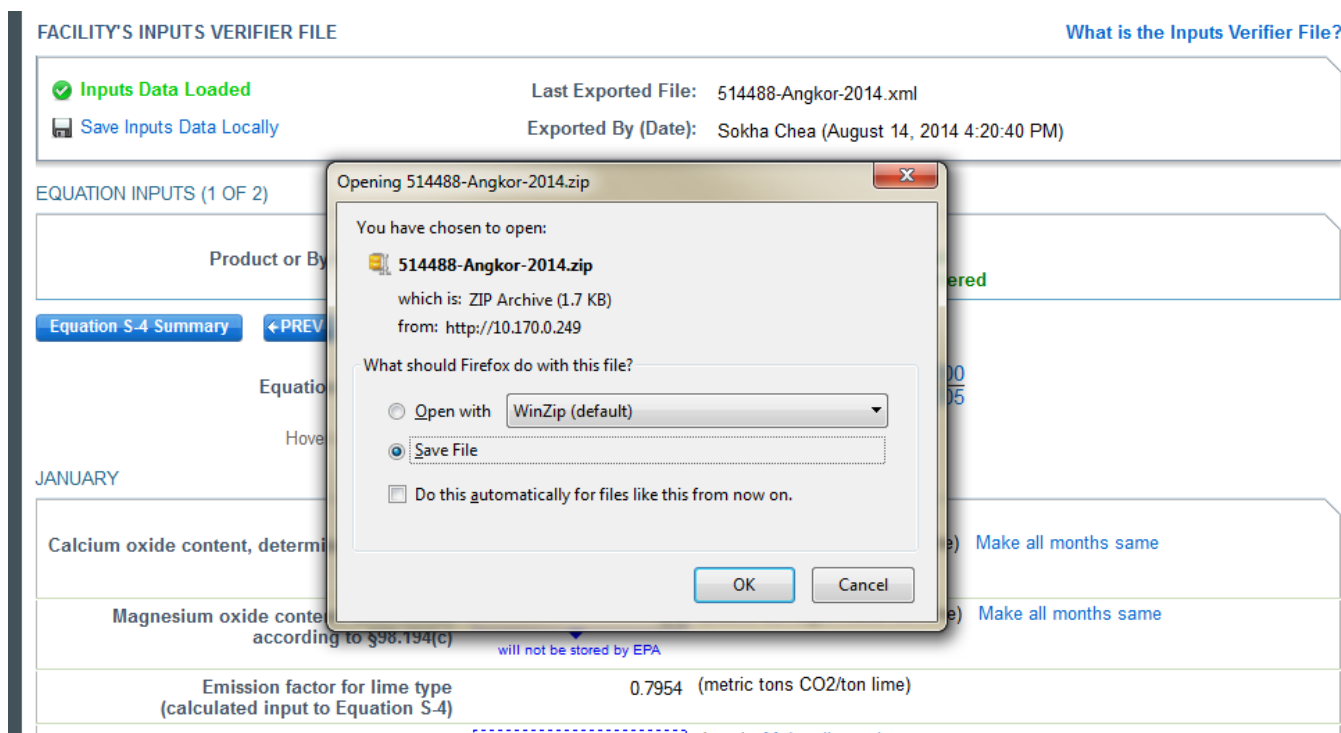 FACILITY'S INPUTS VERIFIER FILE What is the Inputs Verifier File?
Inputs Data Loaded Last Exported File: 514488-Angkor-2014.xml
Save Inputs Data Locally Exported By (Date): Sokha Chea (August 14, 2014 4:20:40 PM)
EQUATION INPUTS (1 OF 2)
Product or By
Equation S-4 Summary PREV
Equatio
Hove
Opening 514488-Angkor-2014.zip
You have chosen to open:
514488-Angkor-2014.zip
which is: ZIP Archive (1.7 KB)
from: http://10.170.0.249
What should Firefox do with this file?
Open with WinZip (default)
Save File
Do this automatically for files like this from now on.
OK Cancel
ered
00
05
JANUARY
Calcium oxide content, determi e) Make all months same
Magnesium oxide conte e) Make all months same
according to §98.194(c)
will not be stored by EPA
Emission factor for lime type 0.7954 (metric tons CO2/ton lime)
(calculated input to Equation S-4)